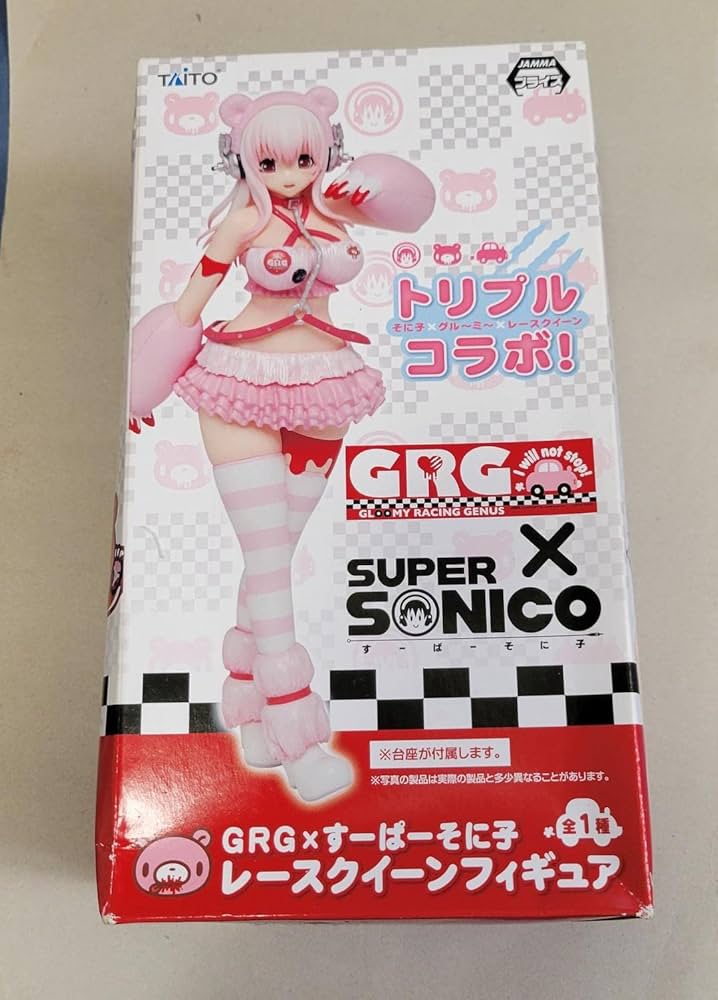 TAITO
JAMMA
プライズ
トリプル
そに子×グル〜ミ〜×レースクイーン
コラボ!
GRG
I will not stop!
GLOOMY RACING GENUS
×
SUPER
SONICO
すーぱーそに子
※台座が付属します。
※写真の製品は実際の製品と多少異なることがあります。
GRG×すーぱーそに子
全1種
レースクイーンフィギュア